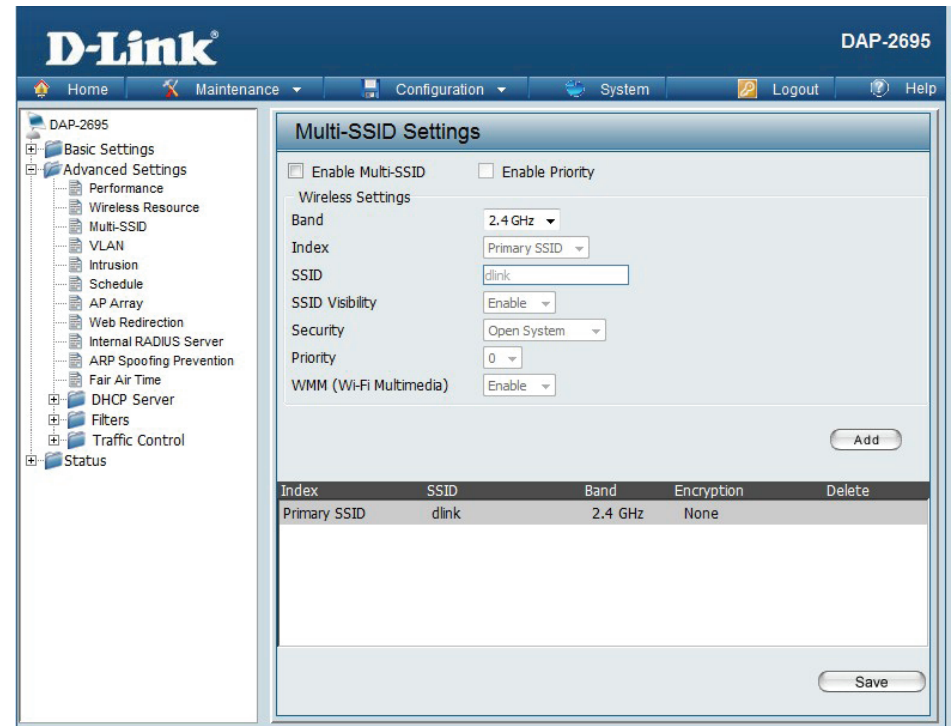 D-Link®
DAP-2695
Home Maintenance Configuration System Logout Help
DAP-2695
Basic Settings
Advanced Settings
Performance
Wireless Resource
Multi-SSID
VLAN
Intrusion
Schedule
AP Array
Web Redirection
Internal RADIUS Server
ARP Spoofing Prevention
Fair Air Time
DHCP Server
Filters
Traffic Control
Status
Multi-SSID Settings
Enable Multi-SSID Enable Priority
Wireless Settings
Band 2.4 GHz
Index Primary SSID
SSID dlink
SSID Visibility Enable
Security Open System
Priority 0
WMM (Wi-Fi Multimedia) Enable
Add
Index SSID Band Encryption Delete
Primary SSID dlink 2.4 GHz None
Save